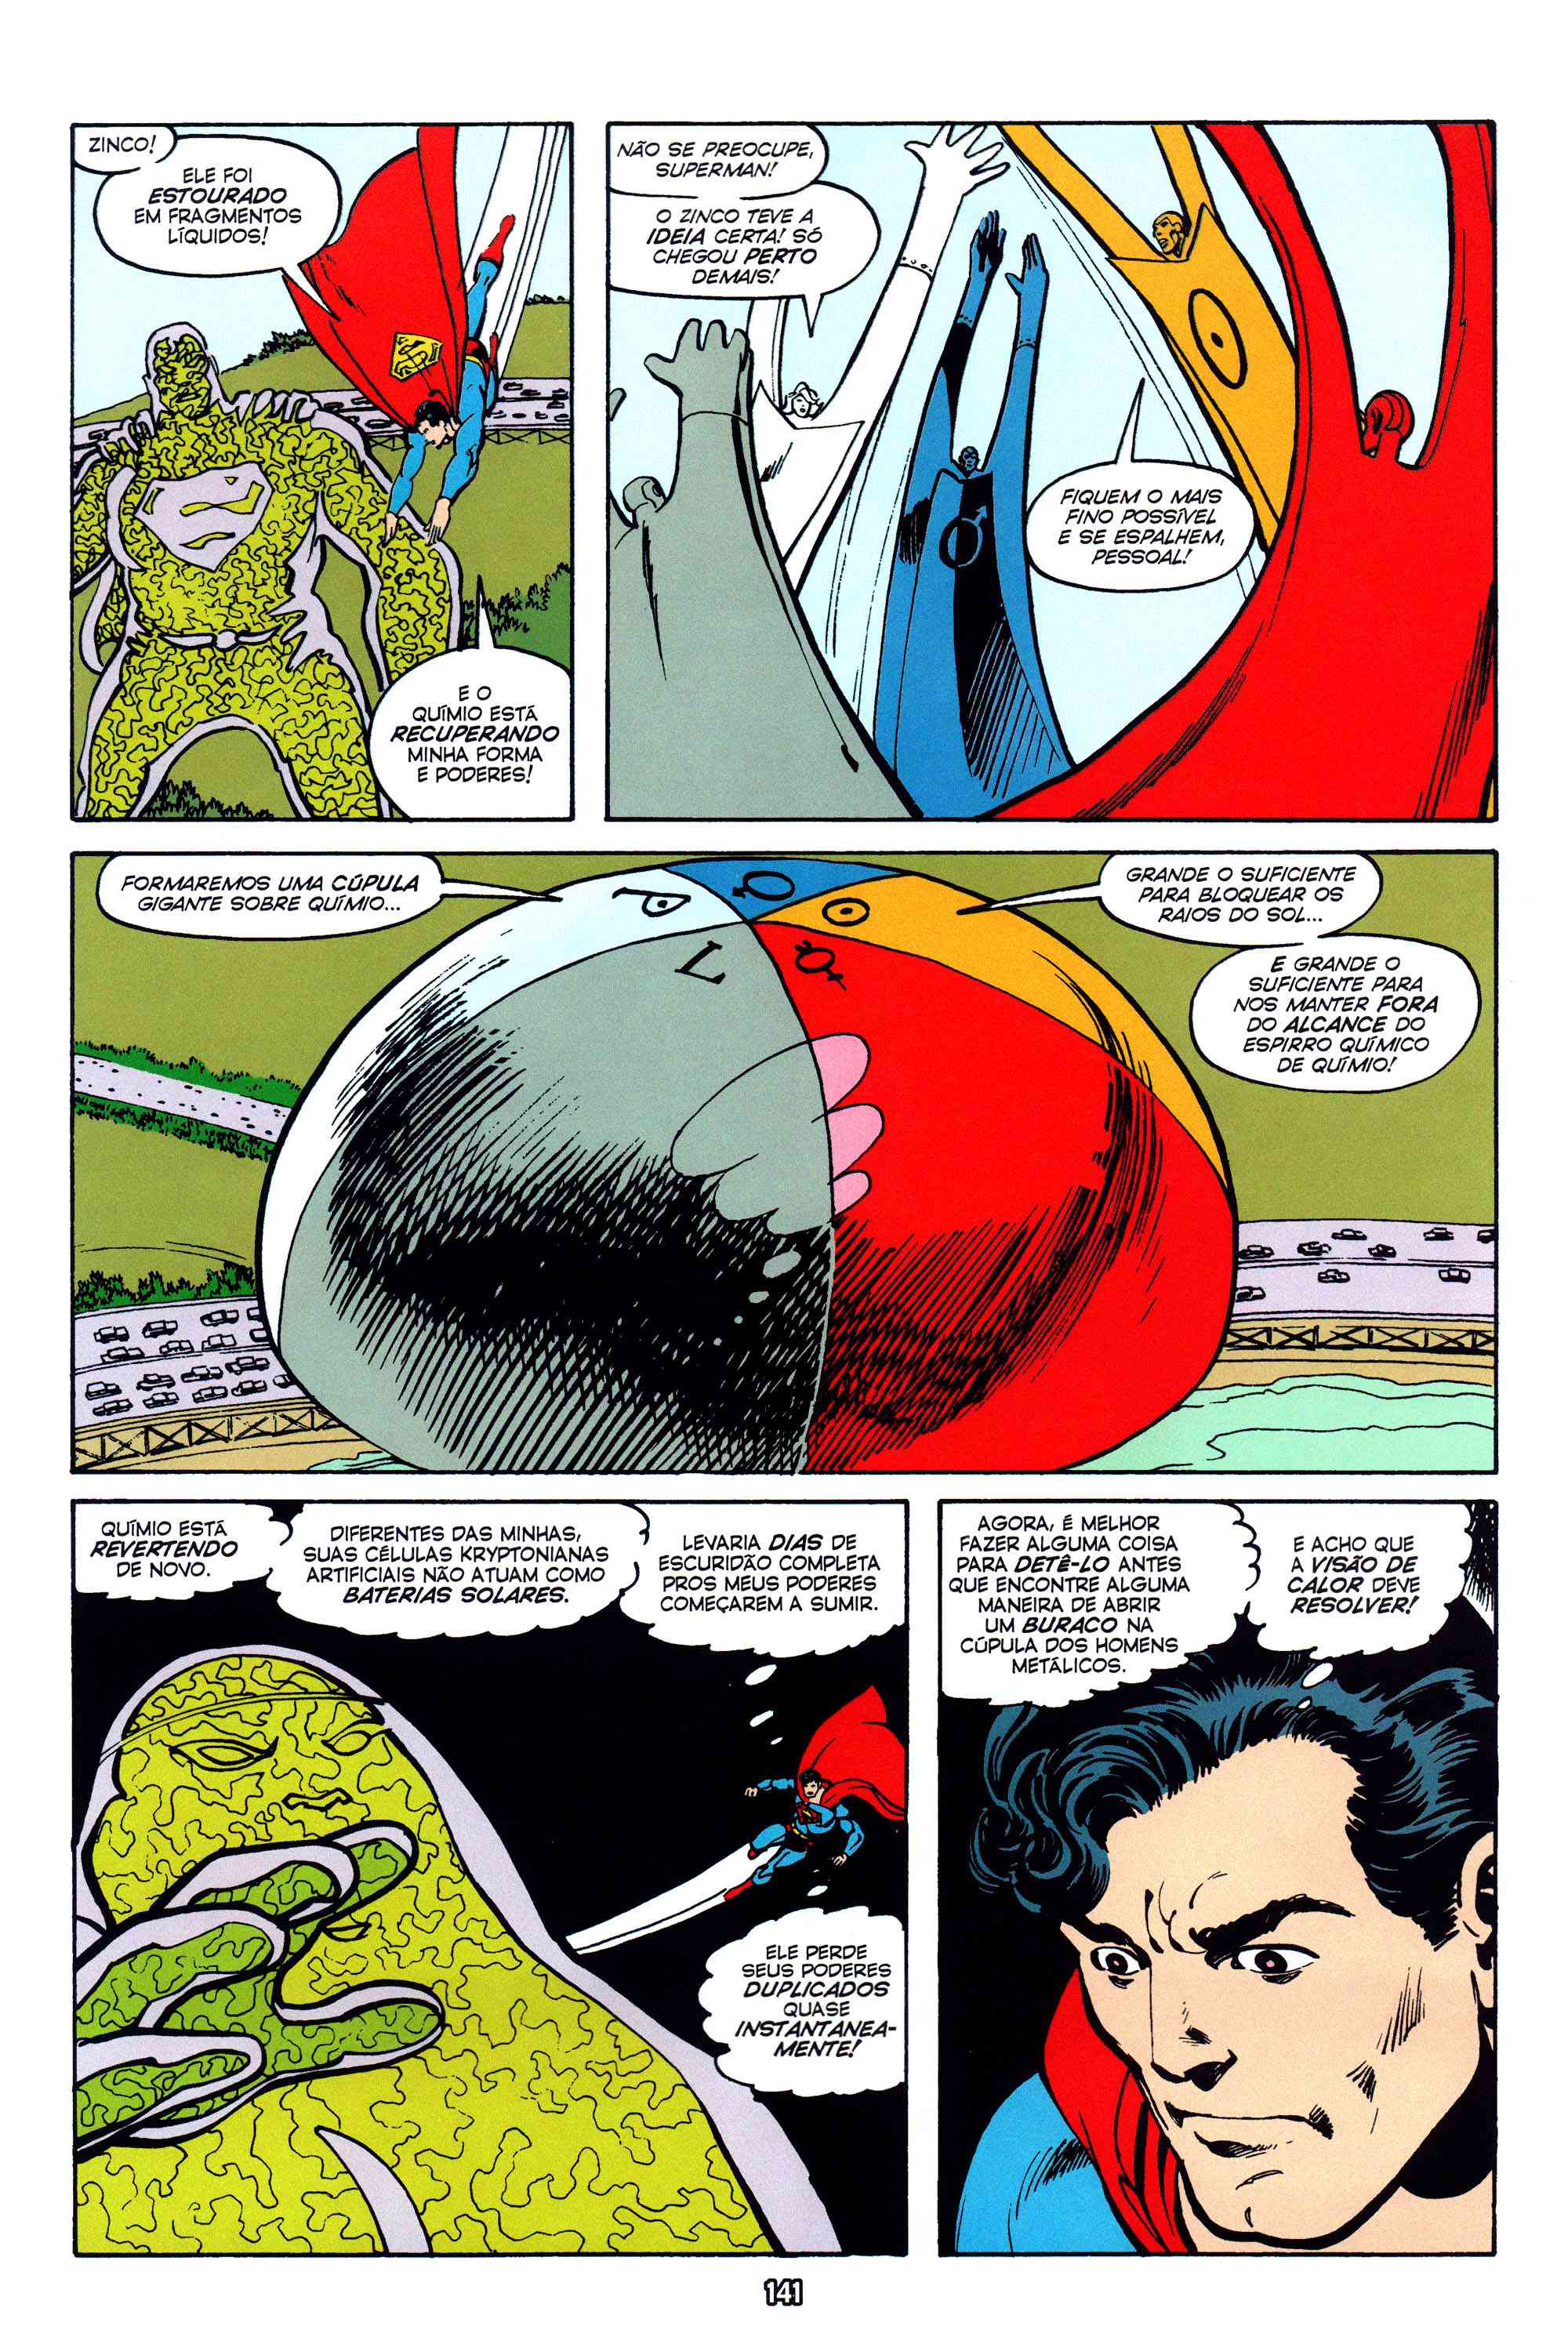 ZINCO!
ELE FOI
ESTOURADO
EM FRAGMENTOS
LÍQUIDOS!
E O
QUÍMIO ESTÁ
RECUPERANDO
MINHA FORMA
E PODERES!
NÃO SE PREOCUPE,
SUPERMAN!
O ZINCO TEVE A
IDEIA CERTA! SÓ
CHEGOU PERTO
DEMAIS!
FIQUEM O MAIS
FINO POSSÍVEL
E SE ESPALHEM,
PESSOAL!
FORMAREMOS UMA CÚPULA
GIGANTE SOBRE QUÍMIO...
GRANDE O SUFICIENTE
PARA BLOQUEAR OS
RAIOS DO SOL...
E GRANDE O
SUFICIENTE PARA
NOS MANTER FORA
DO ALCANCE DO
ESPIRRO QUÍMICO
DE QUÍMIO!
P
L
QUÍMIO ESTÁ
REVERTENDO
DE NOVO.
DIFERENTES DAS MINHAS,
SUAS CÉLULAS KRYPTONIANAS
ARTIFICIAIS NÃO ATUAM COMO
BATERIAS SOLARES.
LEVARIA DIAS DE
ESCURIDÃO COMPLETA
PROS MEUS PODERES
COMEÇAREM A SUMIR.
ELE PERDE
SEUS PODERES
DUPLICADOS
QUASE
INSTANTANEA-
MENTE!
AGORA, É MELHOR
FAZER ALGUMA COISA
PARA DETÊ-LO ANTES
QUE ENCONTRE ALGUMA
MANEIRA DE ABRIR
UM BURACO NA
CÚPULA DOS HOMENS
METÁLICOS.
E ACHO QUE
A VISÃO DE
CALOR DEVE
RESOLVER!
141